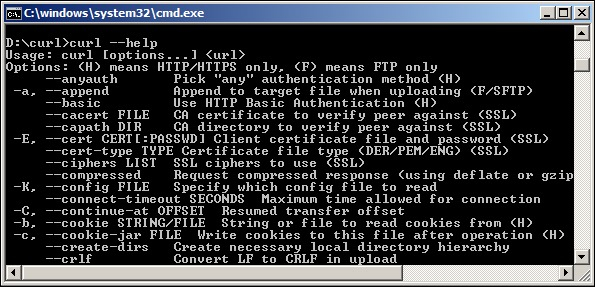 C:\windows\system32\cmd.exe
D:\curl>curl --help
Usage: curl [options...] <url>
Options: (H) means HTTP/HTTPS only, (F) means FTP only
     --anyauth       Pick "any" authentication method (H)
 -a, --append        Append to target file when uploading (F/SFTP)
     --basic         Use HTTP Basic Authentication (H)
     --cacert FILE   CA certificate to verify peer against (SSL)
     --capath DIR    CA directory to verify peer against (SSL)
 -E, --cert CERT[:PASSWD] Client certificate file and password (SSL)
     --cert-type TYPE Certificate file type (DER/PEM/ENG) (SSL)
     --ciphers LIST  SSL ciphers to use (SSL)
     --compressed    Request compressed response (using deflate or gzip
 -K, --config FILE   Specify which config file to read
     --connect-timeout SECONDS  Maximum time allowed for connection
 -C, --continue-at OFFSET  Resumed transfer offset
 -b, --cookie STRING/FILE  String or file to read cookies from (H)
 -c, --cookie-jar FILE  Write cookies to this file after operation (H)
     --create-dirs   Create necessary local directory hierarchy
     --crlf          Convert LF to CRLF in upload